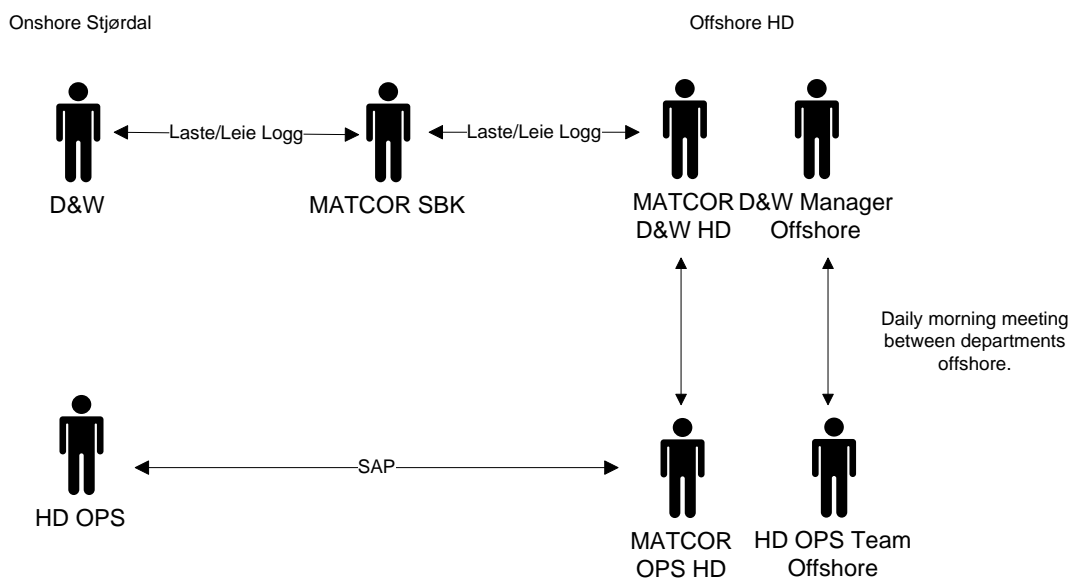 Onshore Stjørdal
Offshore HD
Laste/Leie Logg
Laste/Leie Logg
D&W
MATCOR SBK
MATCOR
D&W HD
D&W Manager
Offshore
Daily morning meeting
between departments
offshore.
SAP
HD OPS
MATCOR
OPS HD
HD OPS Team
Offshore